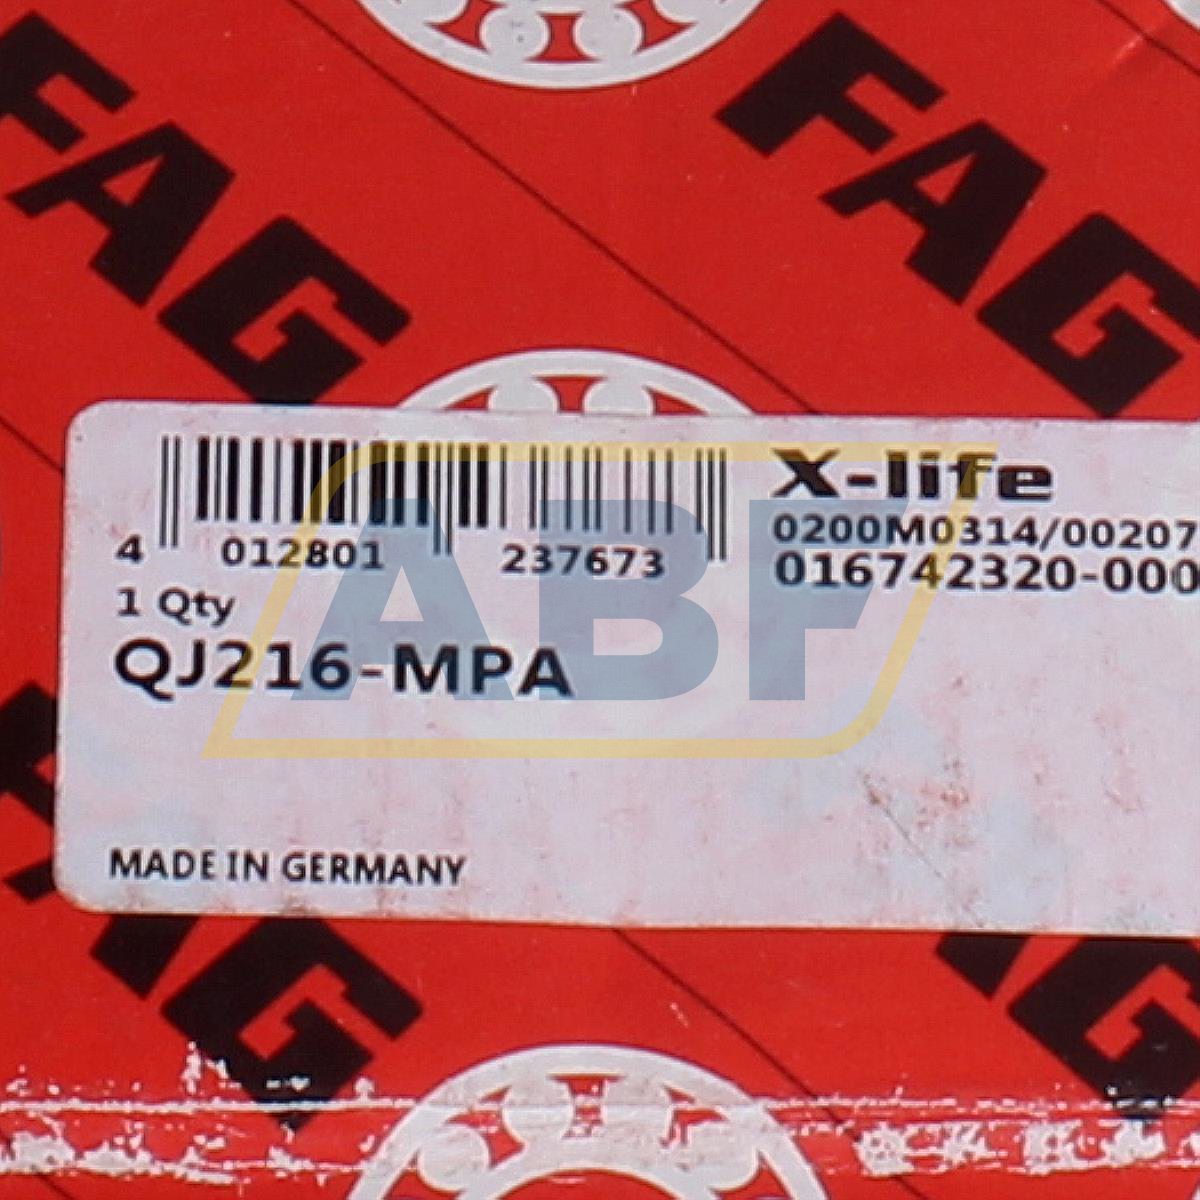 FAG
FAG
X-life
4 012801 237673
0200M0314/00207
016742320-000
1 Qty
QJ216-MPA
ABF
MADE IN GERMANY
FAG
FAG